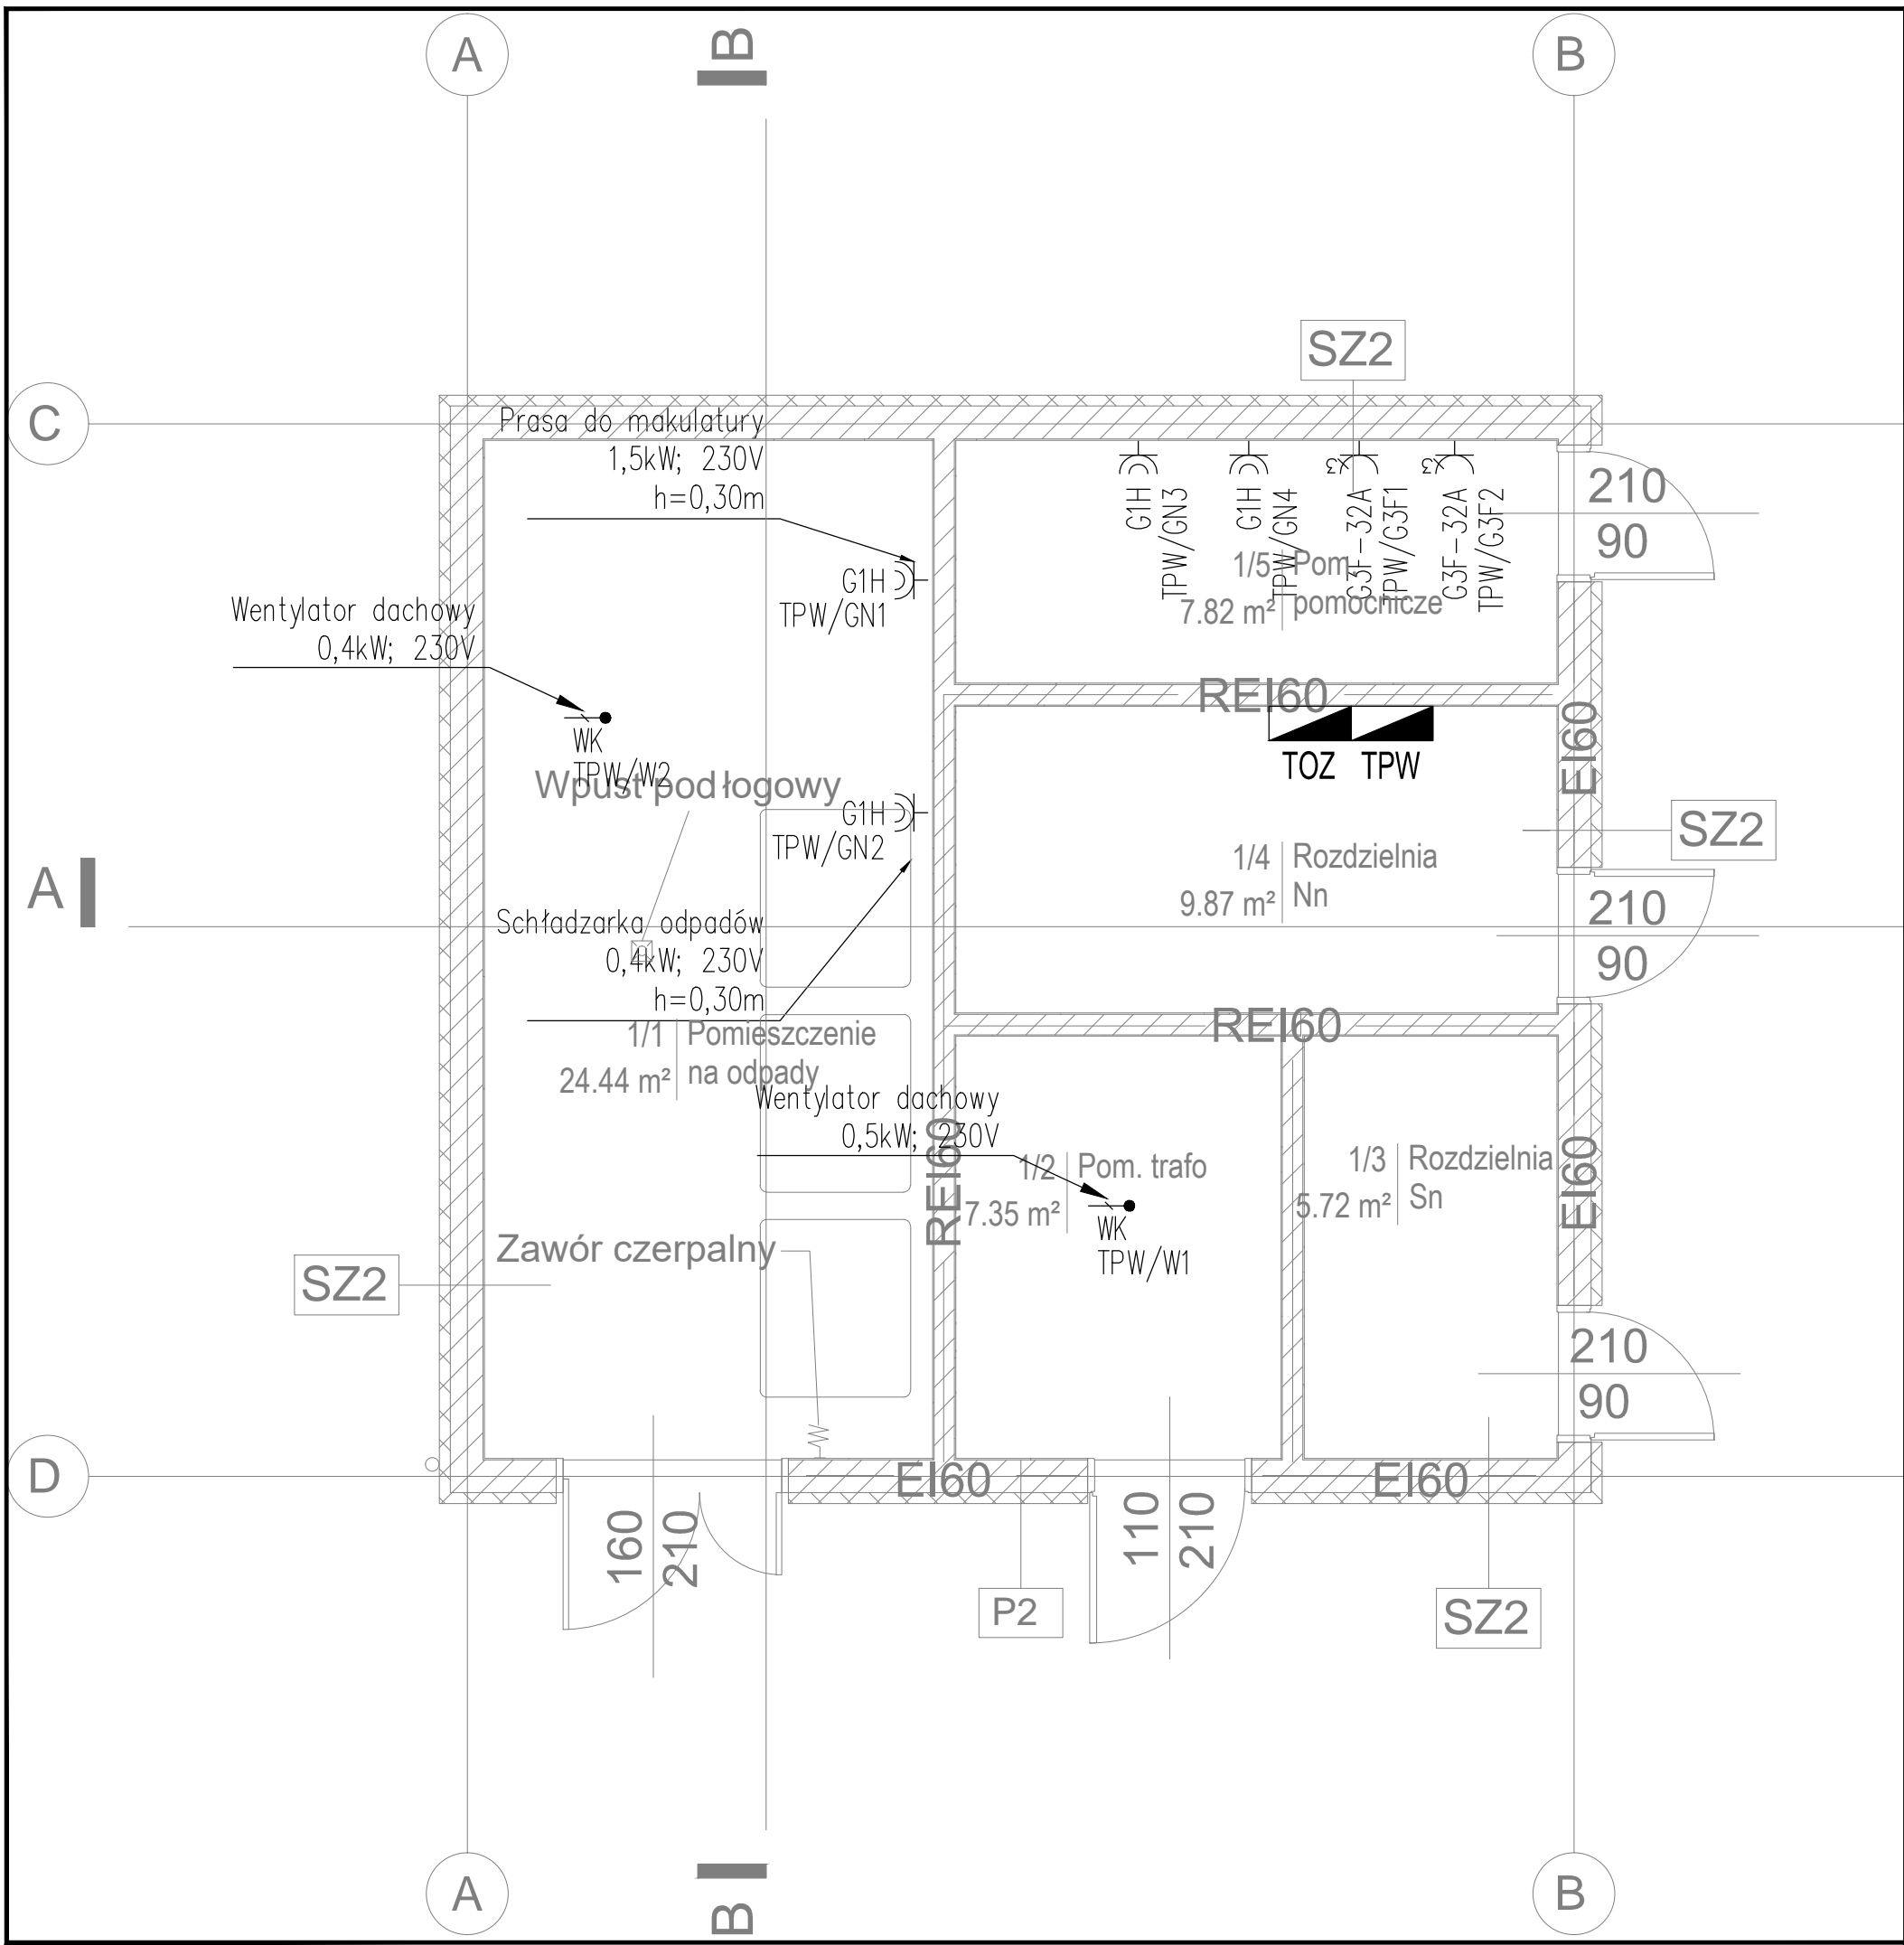 A
B
B
SZ2
C
Prasa do makulatury
1,5kW; 230V
h=0,30m
G1H
TPW/GN3
G1H
TPW/GN4
G3F-32A
TPW/G3F1
G3F-32A
TPW/G3F2
3
3
210
90
G1H
TPW/GN1
1/5
7.82 m²
Pom.
pomocnicze
Wentylator dachowy
0,4kW; 230V
REI60
EI60
WK
TPW/W2
TOZ
TPW
Wpust podłogowy
G1H
TPW/GN2
SZ2
1/4
9.87 m²
Rozdzielnia
Nn
A
210
90
Schładzarka odpadów
0,4kW; 230V
h=0,30m
REI60
1/1
24.44 m²
Pomieszczenie
na odpady
Wentylator dachowy
0,5kW; 230V
REI60
1/2
7.35 m²
Pom. trafo
1/3
5.72 m²
Rozdzielnia
Sn
EI60
WK
TPW/W1
Zawór czerpalny
SZ2
210
90
D
EI60
EI60
160
210
110
210
P2
SZ2
A
B
B